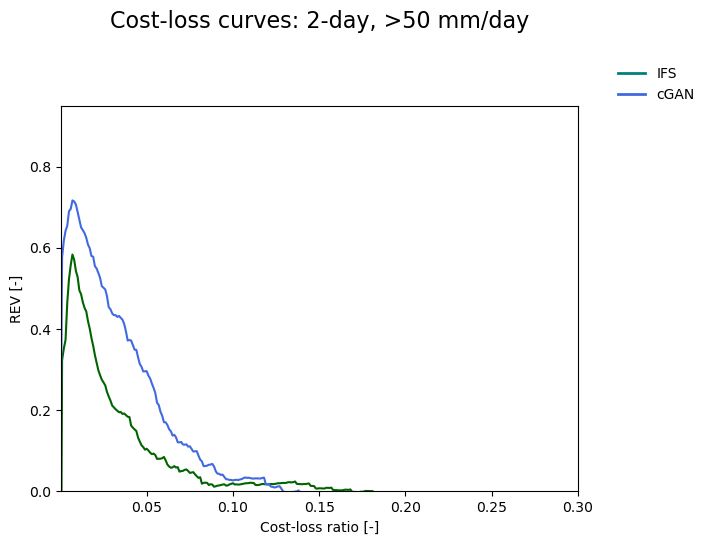 Cost-loss curves: 2-day, >50 mm/day
IFS
cGAN
0.8
0.6
0.4
0.2
0.0
REV [-]
0.05
0.10
0.15
0.20
0.25
0.30
Cost-loss ratio [-]